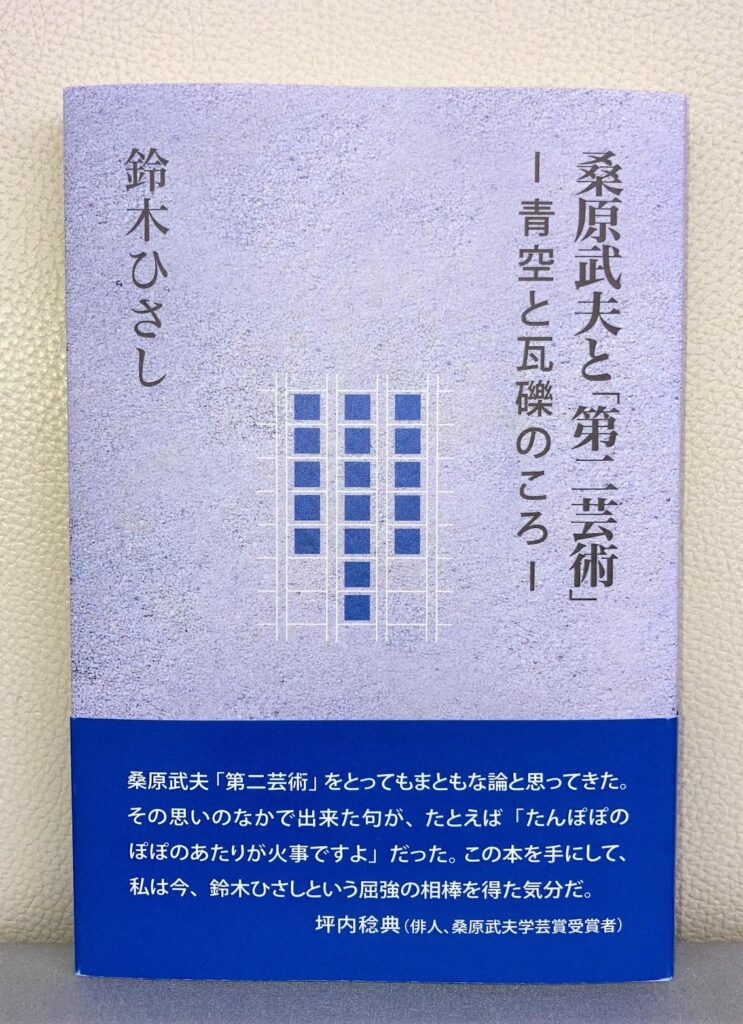 桑原武夫と「第二芸術」
ー青空と瓦礫のころー
鈴木ひさし
桑原武夫「第二芸術」をとってもまともな論と思ってきた。
その思いのなかで出来た句が、たとえば「たんぽぽの
ぽぽのあたりが火事ですよ」だった。この本を手にして、
私は今、鈴木ひさしという屈強の相棒を得た気分だ。
坪内稔典(俳人、桑原武夫学芸賞受賞者)